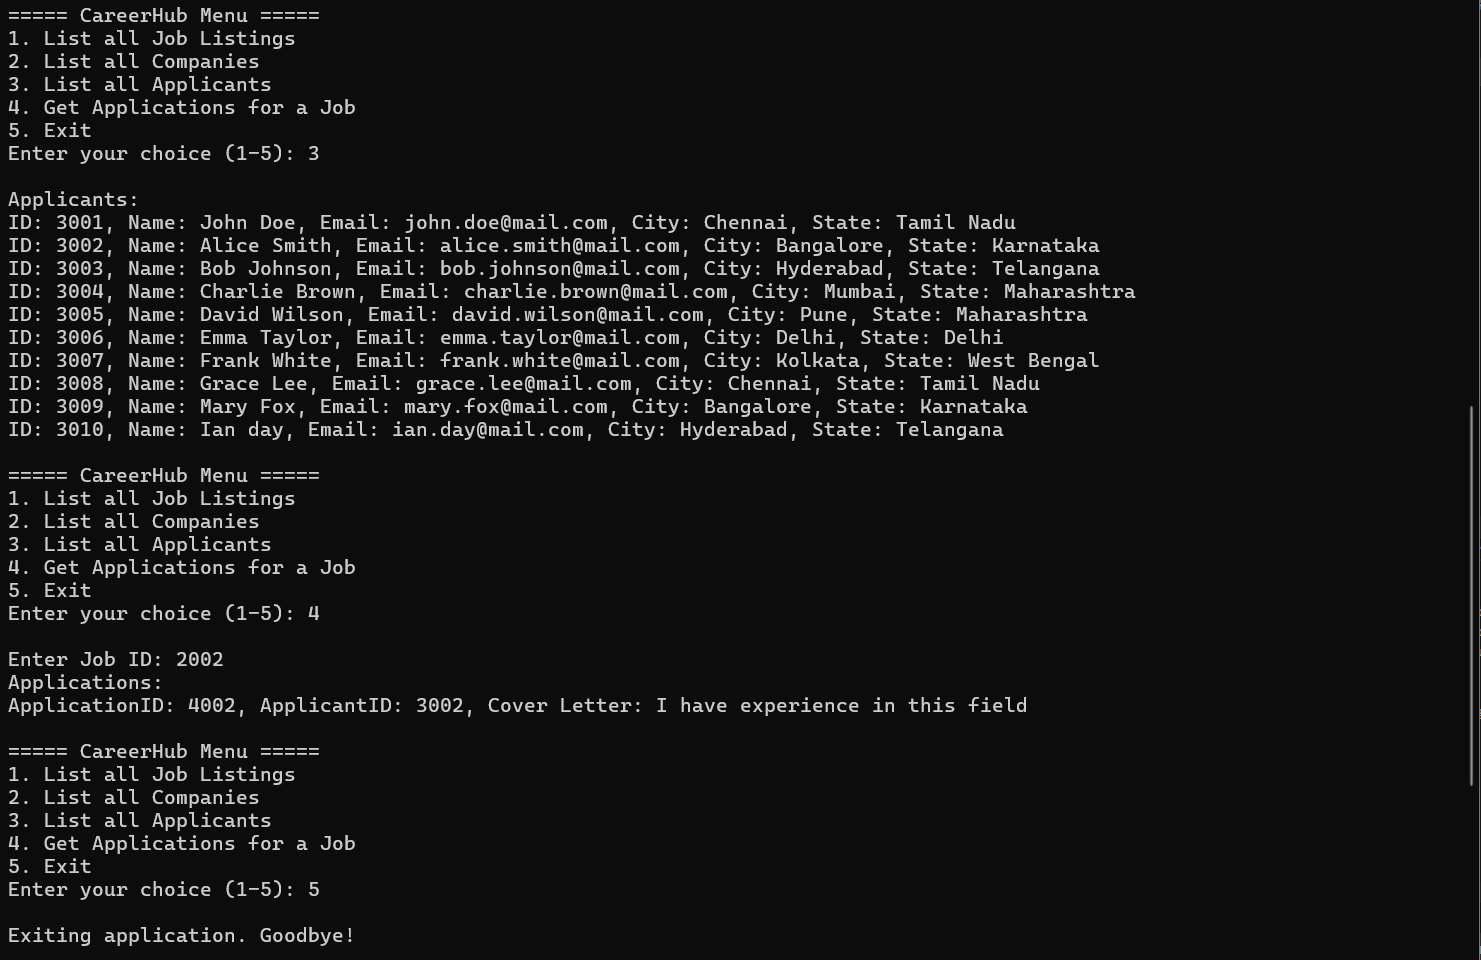 ===== CareerHub Menu =====
1. List all Job Listings
2. List all Companies
3. List all Applicants
4. Get Applications for a Job
5. Exit
Enter your choice (1-5): 3
Applicants:
ID: 3001, Name: John Doe, Email: john.doe@mail.com, City: Chennai, State: Tamil Nadu
ID: 3002, Name: Alice Smith, Email: alice.smith@mail.com, City: Bangalore, State: Karnataka
ID: 3003, Name: Bob Johnson, Email: bob.johnson@mail.com, City: Hyderabad, State: Telangana
ID: 3004, Name: Charlie Brown, Email: charlie.brown@mail.com, City: Mumbai, State: Maharashtra
ID: 3005, Name: David Wilson, Email: david.wilson@mail.com, City: Pune, State: Maharashtra
ID: 3006, Name: Emma Taylor, Email: emma.taylor@mail.com, City: Delhi, State: Delhi
ID: 3007, Name: Frank White, Email: frank.white@mail.com, City: Kolkata, State: West Bengal
ID: 3008, Name: Grace Lee, Email: grace.lee@mail.com, City: Chennai, State: Tamil Nadu
ID: 3009, Name: Mary Fox, Email: mary.fox@mail.com, City: Bangalore, State: Karnataka
ID: 3010, Name: Ian day, Email: ian.day@mail.com, City: Hyderabad, State: Telangana
===== CareerHub Menu =====
1. List all Job Listings
2. List all Companies
3. List all Applicants
4. Get Applications for a Job
5. Exit
Enter your choice (1-5): 4
Enter Job ID: 2002
Applications:
ApplicationID: 4002, ApplicantID: 3002, Cover Letter: I have experience in this field
===== CareerHub Menu =====
1. List all Job Listings
2. List all Companies
3. List all Applicants
4. Get Applications for a Job
5. Exit
Enter your choice (1-5): 5
Exiting application. Goodbye!